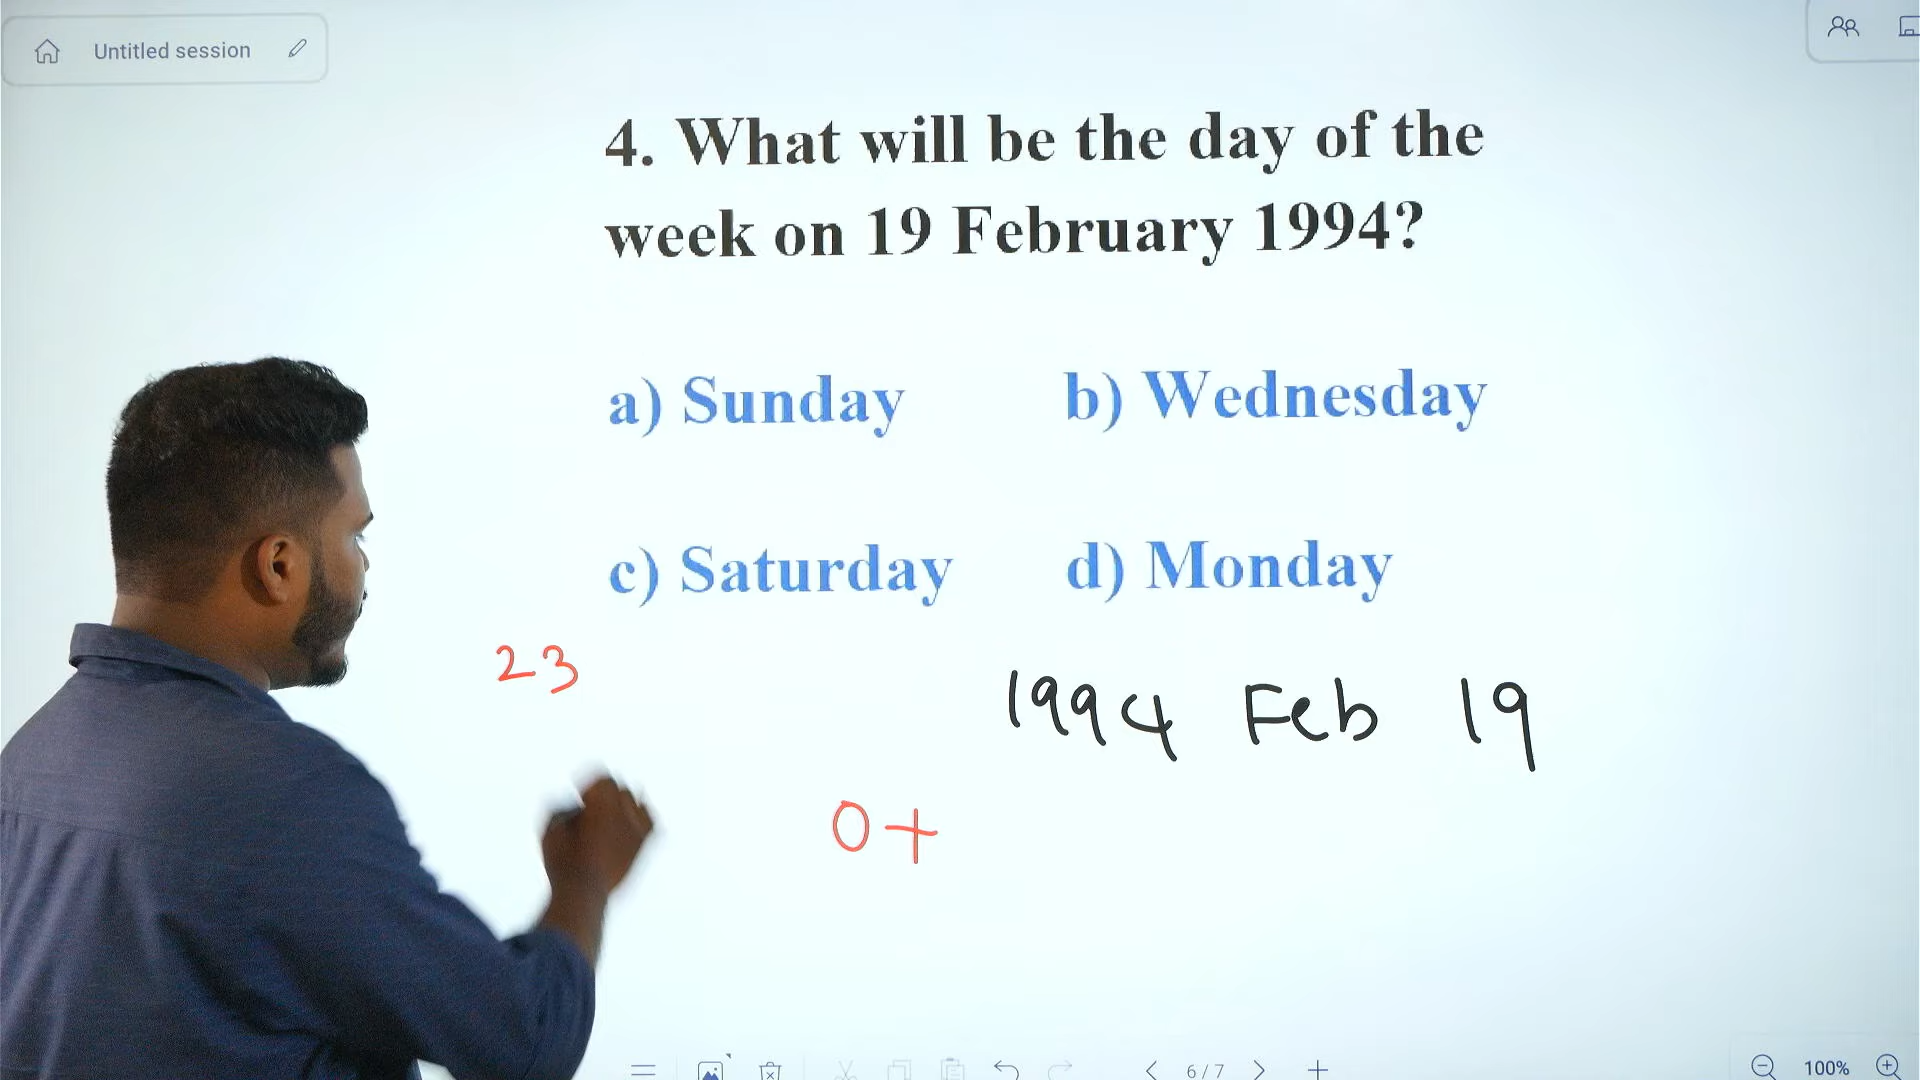 Untitled session
4. What will be the day of the
week on 19 February 1994?
a) Sunday b) Wednesday
c) Saturday d) Monday
23
1994 Feb 19
0+
6/7
100%